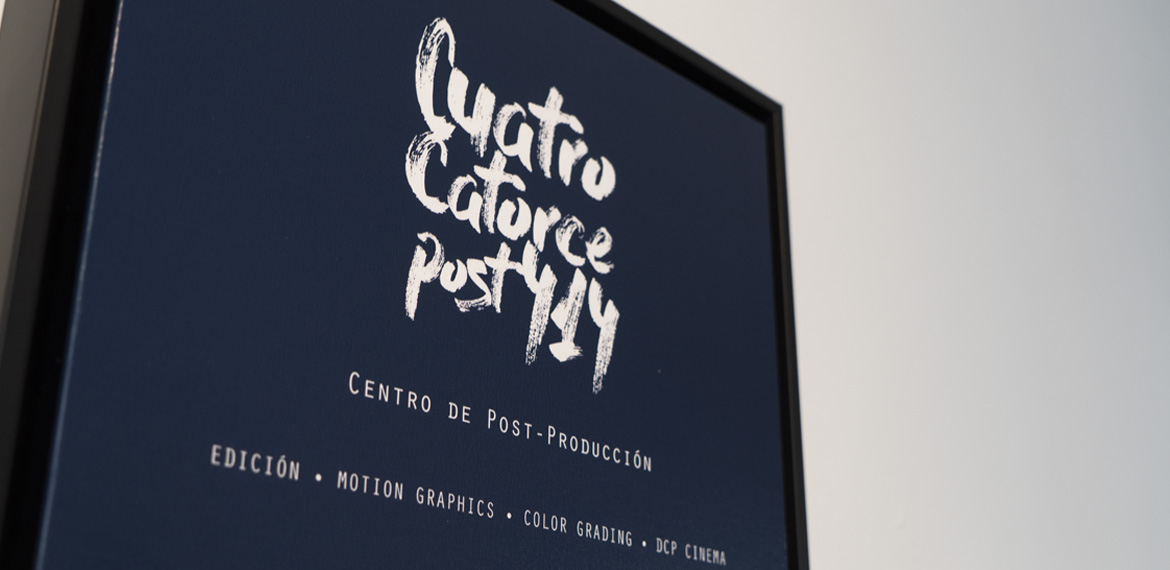 Cuatro
Catorce
Post 414
Centro de Post-Producción
EDICIÓN • MOTION GRAPHICS • COLOR GRADING • DCP CINEMA